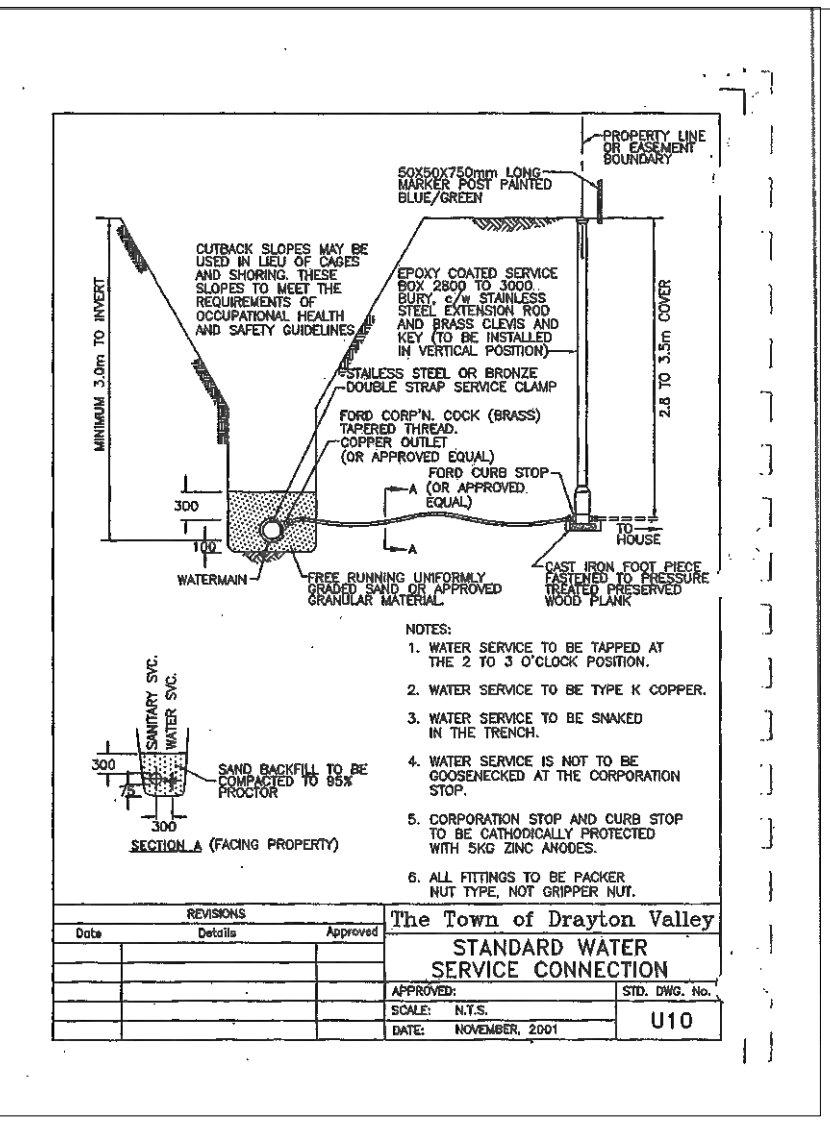 PROPERTY LINE
OR EASEMENT
BOUNDARY
50X50X750mm LONG
MARKER POST PAINTED
BLUE/GREEN
CUTBACK SLOPES MAY BE
USED IN LIEU OF CAGES
AND SHORING. THESE
SLOPES TO MEET THE
REQUIREMENTS OF
OCCUPATIONAL HEALTH
AND SAFETY GUIDELINES
EPOXY COATED SERVICE
BOX 2800 TO 3000
BURY, c/w STAINLESS
STEEL EXTENSION ROD
AND BRASS CLEVIS AND
KEY (TO BE INSTALLED
IN VERTICAL POSITION)
MINIMUM 3.0m TO INVERT
2.8 TO 3.5m COVER
STAILESS STEEL OR BRONZE
DOUBLE STRAP SERVICE CLAMP
FORD CORP'N. COCK (BRASS)
TAPERED THREAD.
COPPER OUTLET
(OR APPROVED EQUAL)
FORD CURB STOP
(OR APPROVED
EQUAL)
A
A
300
100
TO
HOUSE
WATERMAIN
FREE RUNNING UNIFORMLY
GRADED SAND OR APPROVED
GRANULAR MATERIAL.
CAST IRON FOOT PIECE
FASTENED TO PRESSURE
TREATED PRESERVED
WOOD PLANK
NOTES:
1. WATER SERVICE TO BE TAPPED AT
THE 2 TO 3 O'CLOCK POSITION.
2. WATER SERVICE TO BE TYPE K COPPER.
3. WATER SERVICE TO BE SNAKED
IN THE TRENCH.
4. WATER SERVICE IS NOT TO BE
GOOSENECKED AT THE CORPORATION
STOP.
5. CORPORATION STOP AND CURB STOP
TO BE CATHODICALLY PROTECTED
WITH 5KG ZINC ANODES.
6. ALL FITTINGS TO BE PACKER
NUT TYPE, NOT GRIPPER NUT.
SANITARY SVC.
WATER SVC.
300
75
300
SAND BACKFILL TO BE
COMPACTED TO 95%
PROCTOR
SECTION A (FACING PROPERTY)
REVISIONS
Date Details Approved
The Town of Drayton Valley
STANDARD WATER
SERVICE CONNECTION
APPROVED:
STD. DWG. No.
SCALE: N.T.S.
U10
DATE: NOVEMBER, 2001